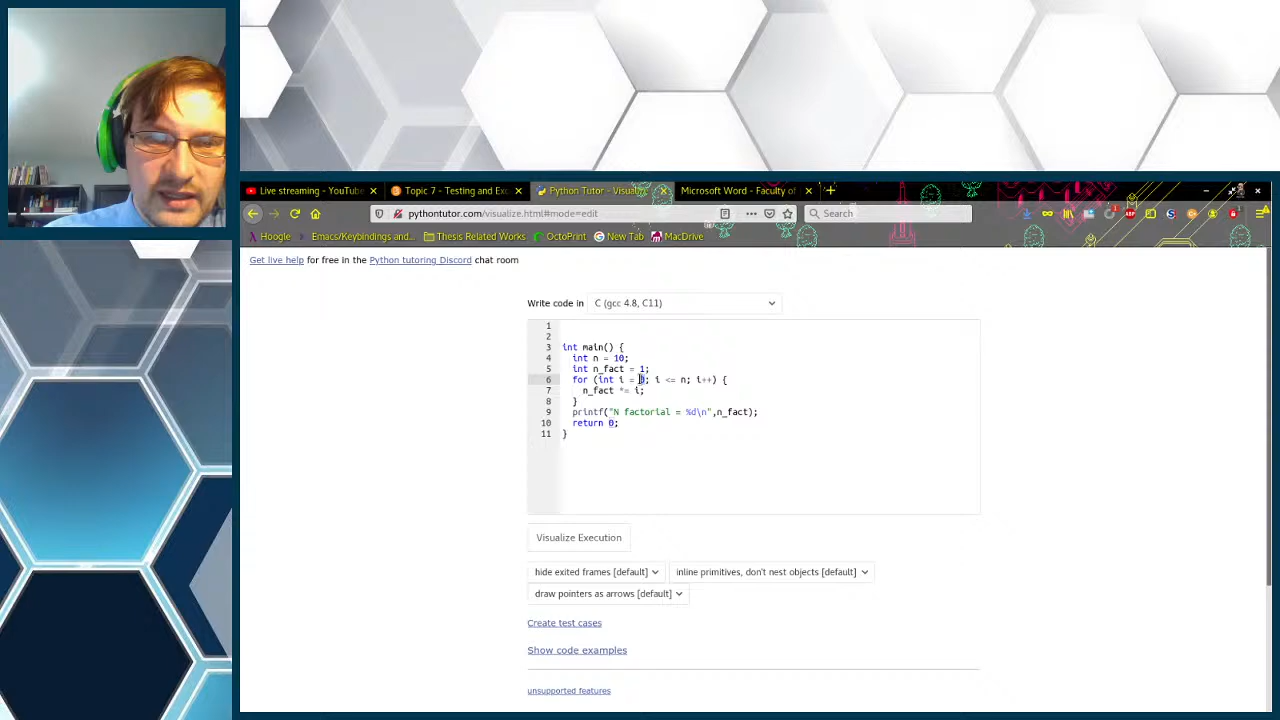 Live streaming - YouTube
Topic 7 - Testing and Exc
Python Tutor - Visualiz
Microsoft Word - Faculty of
pythontutor.com/visualize.html#mode=edit
Search
Hoogle
Emacs/Keybindings and...
Thesis Related Works
OctoPrint
New Tab
MacDrive
Get live help for free in the Python tutoring Discord chat room
Write code in C (gcc 4.8, C11)
1
2
3 int main() {
4 int n = 10;
5 int n_fact = 1;
6 for (int i = 0; i <= n; i++) {
7 n_fact *= i;
8 }
9 printf("N factorial = %d\n",n_fact);
10 return 0;
11 }
Visualize Execution
hide exited frames [default]
inline primitives, don't nest objects [default]
draw pointers as arrows [default]
Create test cases
Show code examples
unsupported features